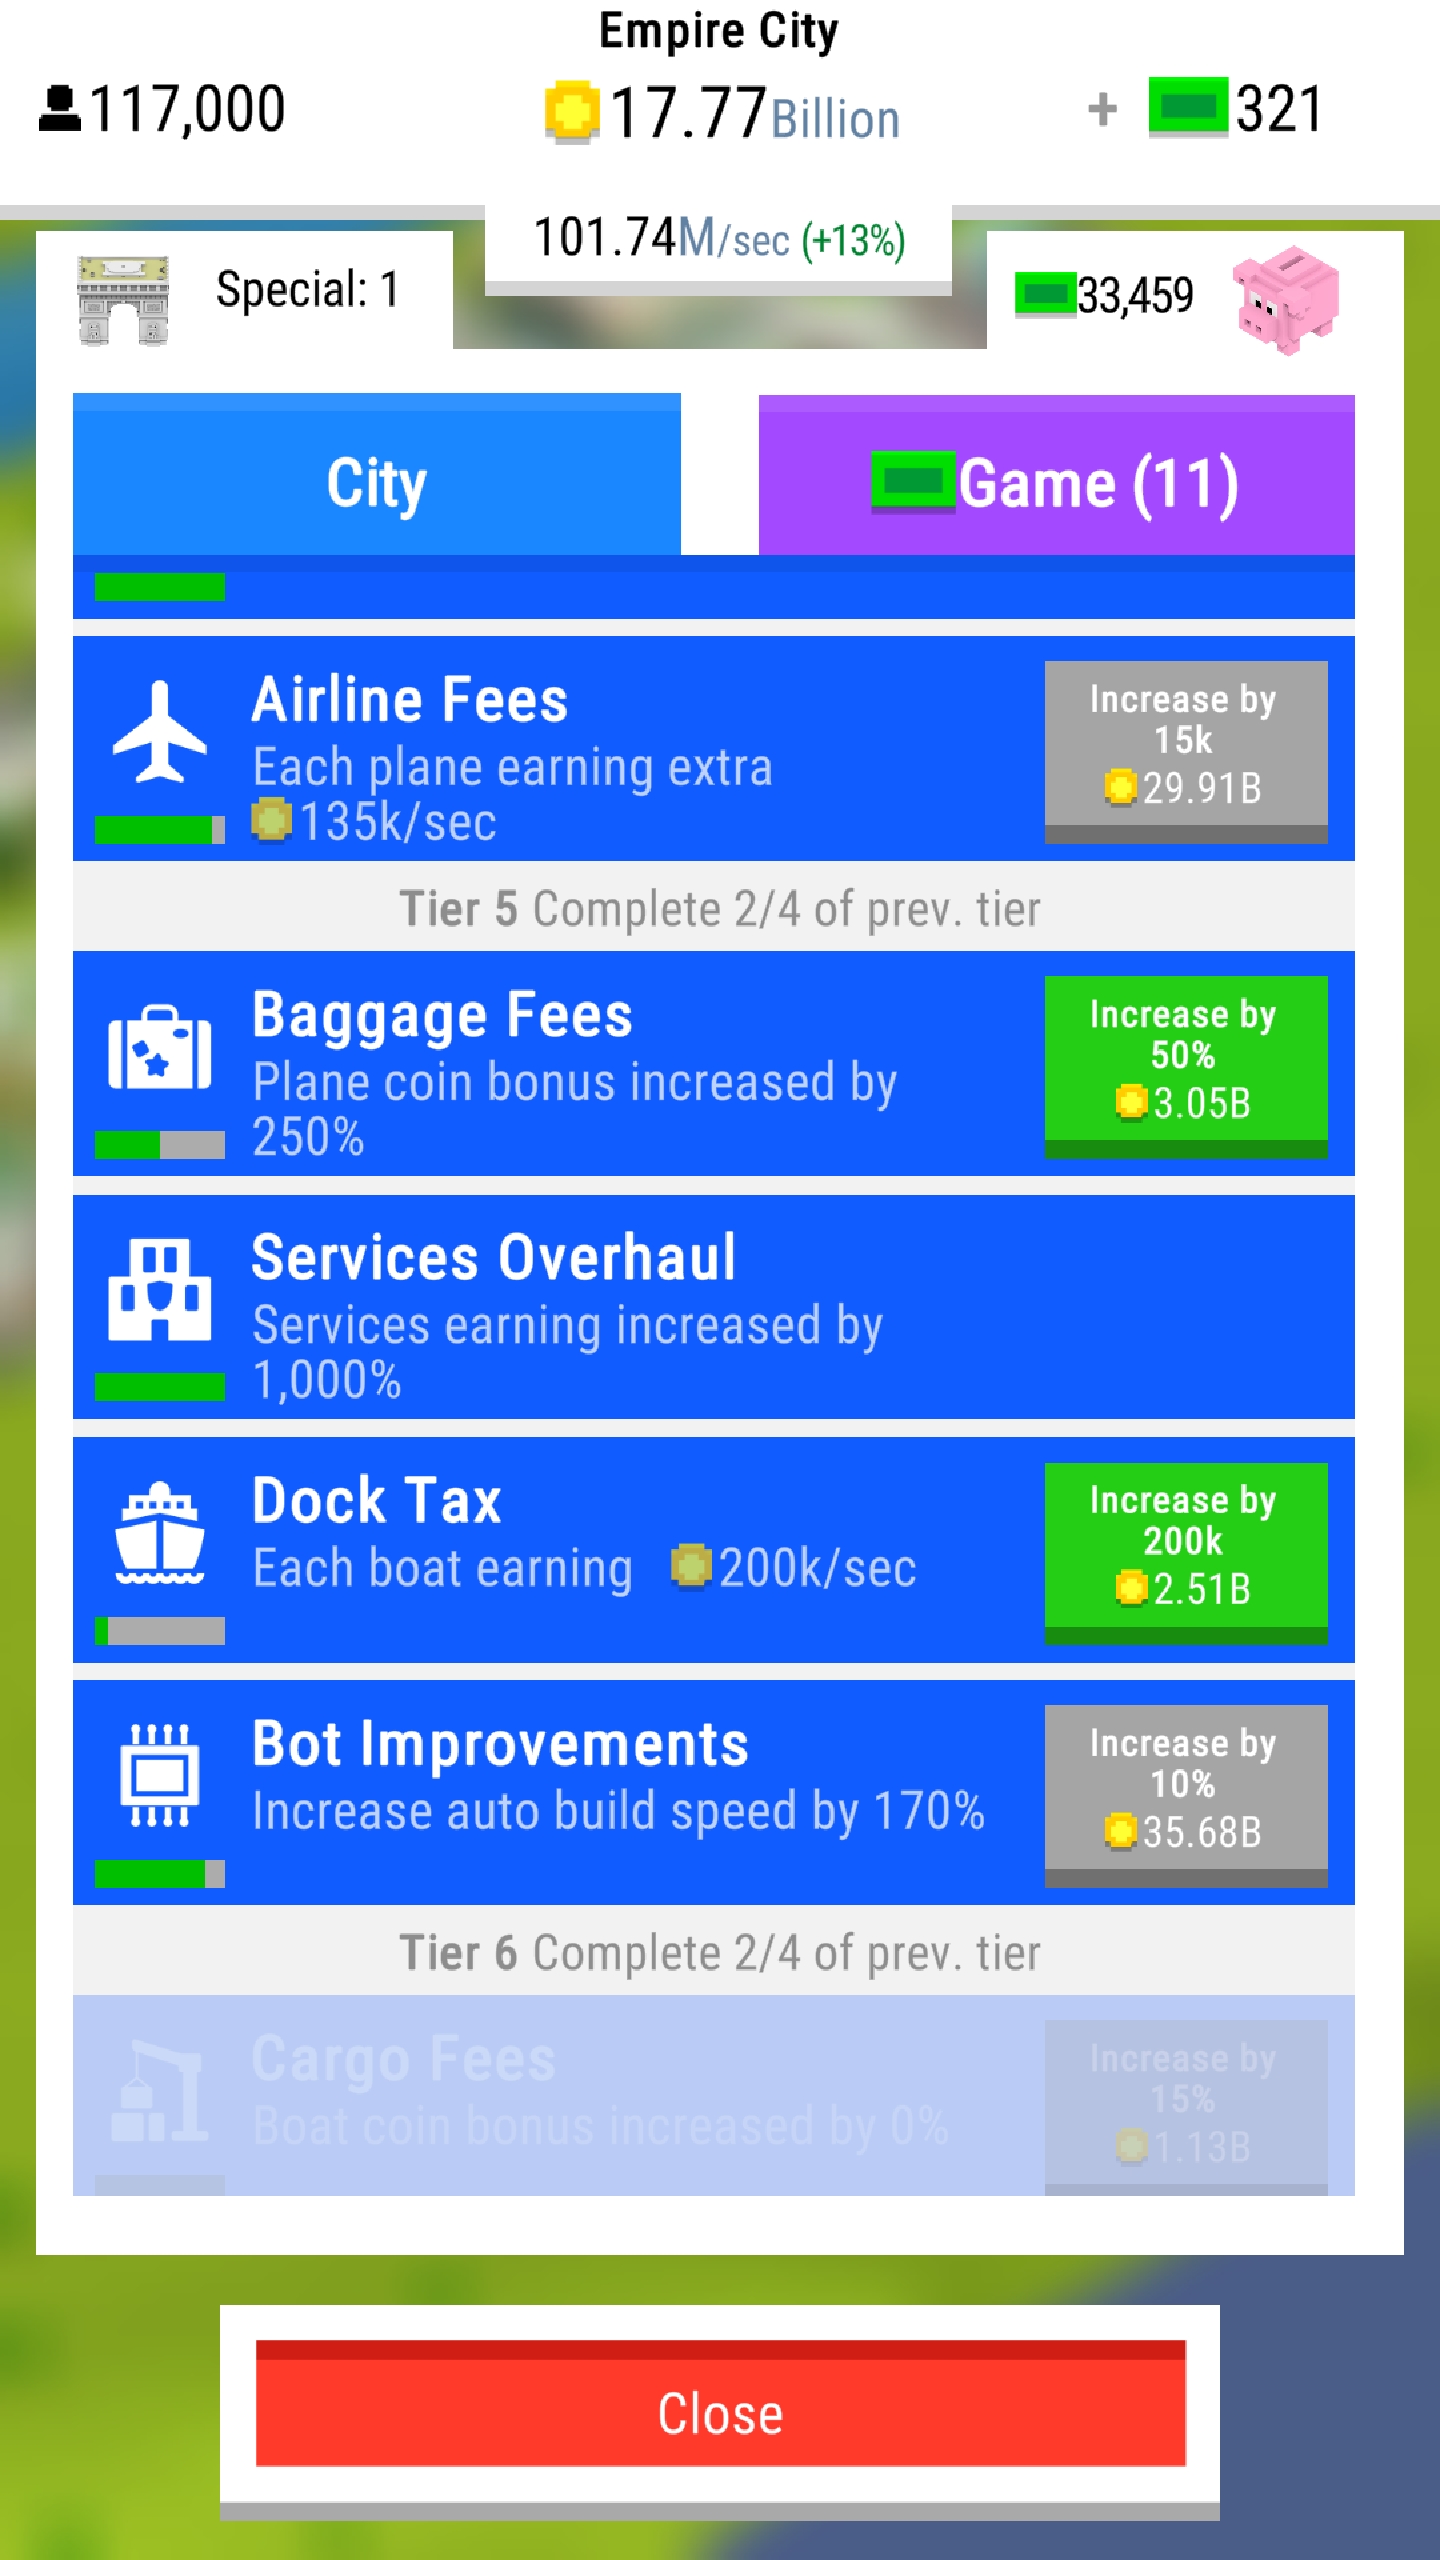 Empire City
117,000
17.77Billion
+ 321
101.74M/sec (+13%)
Special: 1
33,459
City
Game (11)
Airline Fees
Each plane earning extra
135k/sec
Increase by
15k
29.91B
Tier 5 Complete 2/4 of prev. tier
Baggage Fees
Plane coin bonus increased by
250%
Increase by
50%
3.05B
Services Overhaul
Services earning increased by
1,000%
Dock Tax
Each boat earning 200k/sec
Increase by
200k
2.51B
Bot Improvements
Increase auto build speed by 170%
Increase by
10%
35.68B
Tier 6 Complete 2/4 of prev. tier
Cargo Fees
Boat coin bonus increased by 0%
Increase by
15%
1.13B
Close